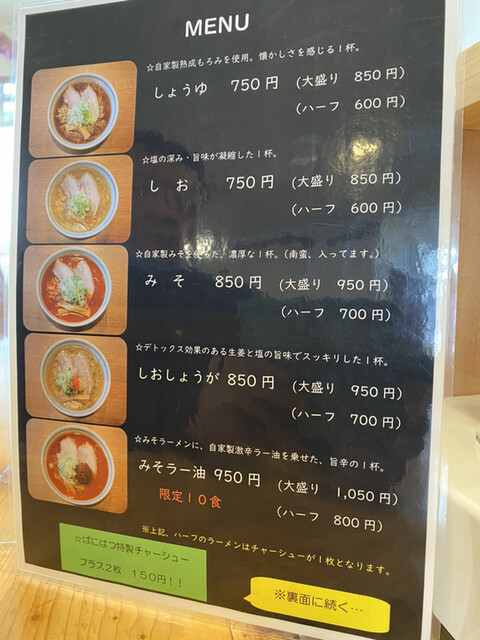 MENU
☆自家製熟成もろみを使用。懐かしさを感じる1杯。
しょうゆ 750円 (大盛り 850円)
(ハーフ 600円)
☆塩の深み・旨味が凝縮した1杯。
しお 750円 (大盛り 850円)
(ハーフ 600円)
☆自家製みそを使った、濃厚な1杯。(南蛮、入ってます。)
みそ 850円 (大盛り 950円)
(ハーフ 700円)
☆デトックス効果のある生姜と塩の旨味でスッキリした1杯。
しおしょうが 850円 (大盛り 950円)
(ハーフ 700円)
☆みそラーメンに、自家製激辛ラー油を乗せた、旨辛の1杯。
みそラー油 950円 (大盛り 1,050円)
限定10食 (ハーフ 800円)
※上記、ハーフのラーメンはチャーシューが1枚となります。
☆ばにはつ特製チャーシュー
プラス2枚 150円!!
※裏面に続く…